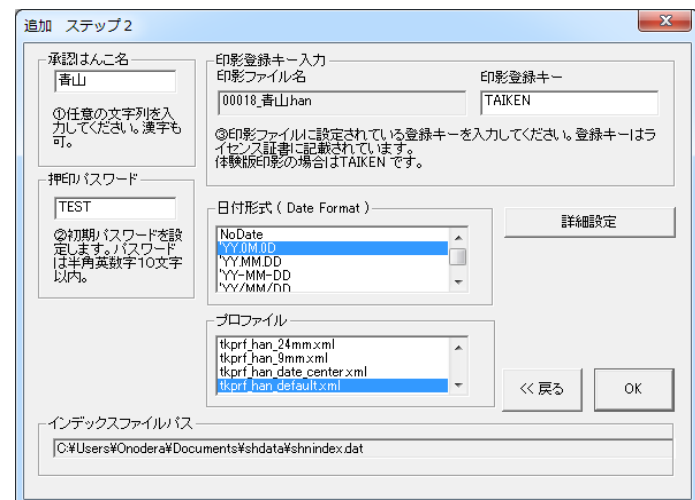 追加　ステップ２
承認はんこ名
青山
①任意の文字列を入
力してください。漢字も
可。
押印パスワード
TEST
②初期パスワードを設
定します。パスワード
は半角英数字10文字
以内。
印影登録キー入力
印影ファイル名
00018_青山.han
印影登録キー
TAIKEN
③印影ファイルに設定されている登録キーを入力してください。登録キーはラ
イセンス証書に記載されています。
体験版印影の場合はTAIKEN です。
日付形式 ( Date Format )
NoDate
'YY.0M.0D
'YY.MM.DD
'YY-MM-DD
'YY/MM/DD
詳細設定
プロファイル
tkprf_han_24mm.xml
tkprf_han_9mm.xml
tkprf_han_date_center.xml
tkprf_han_default.xml
<< 戻る
OK
インデックスファイルパス
C:¥Users¥Onodera¥Documents¥shdata¥shnindex.dat